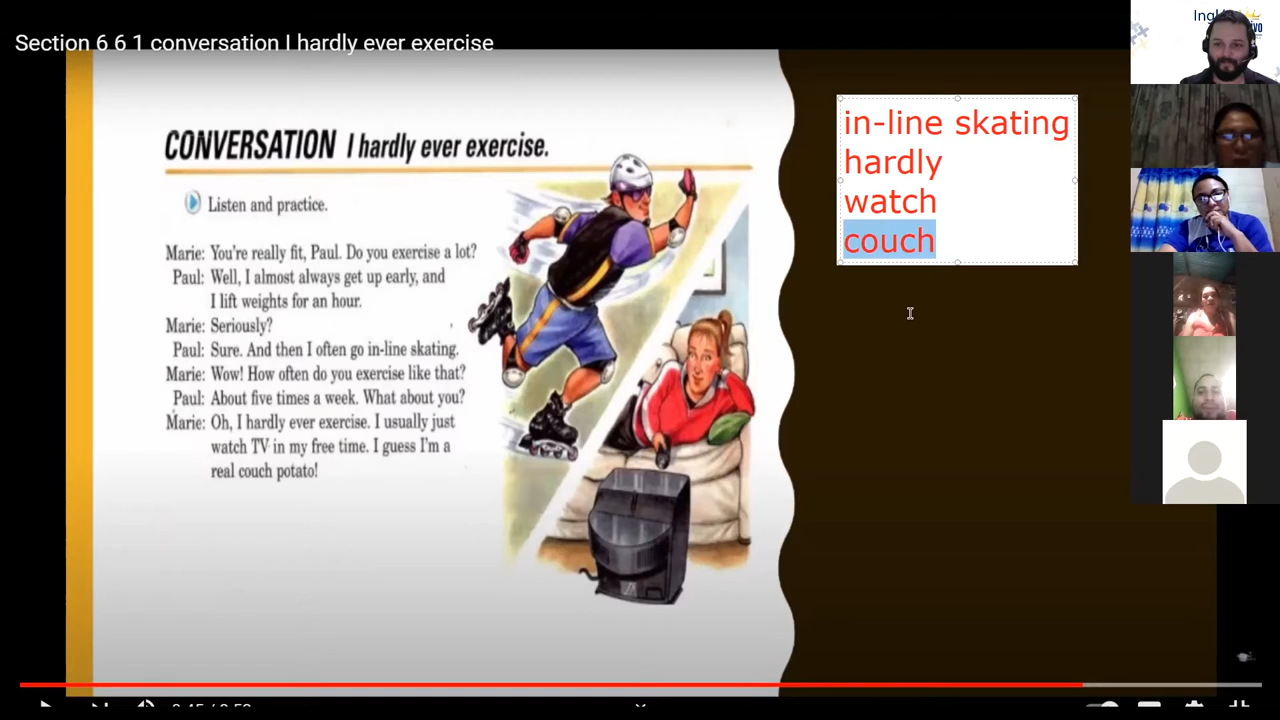 Section 6 6 1 conversation I hardly ever exercise
CONVERSATION I hardly ever exercise.
Listen and practice.
Marie: You're really fit, Paul. Do you exercise a lot?
Paul: Well, I almost always get up early, and
I lift weights for an hour.
Marie: Seriously?
Paul: Sure. And then I often go in-line skating.
Marie: Wow! How often do you exercise like that?
Paul: About five times a week. What about you?
Marie: Oh, I hardly ever exercise. I usually just
watch TV in my free time. I guess I'm a
real couch potato!
in-line skating
hardly
watch
couch